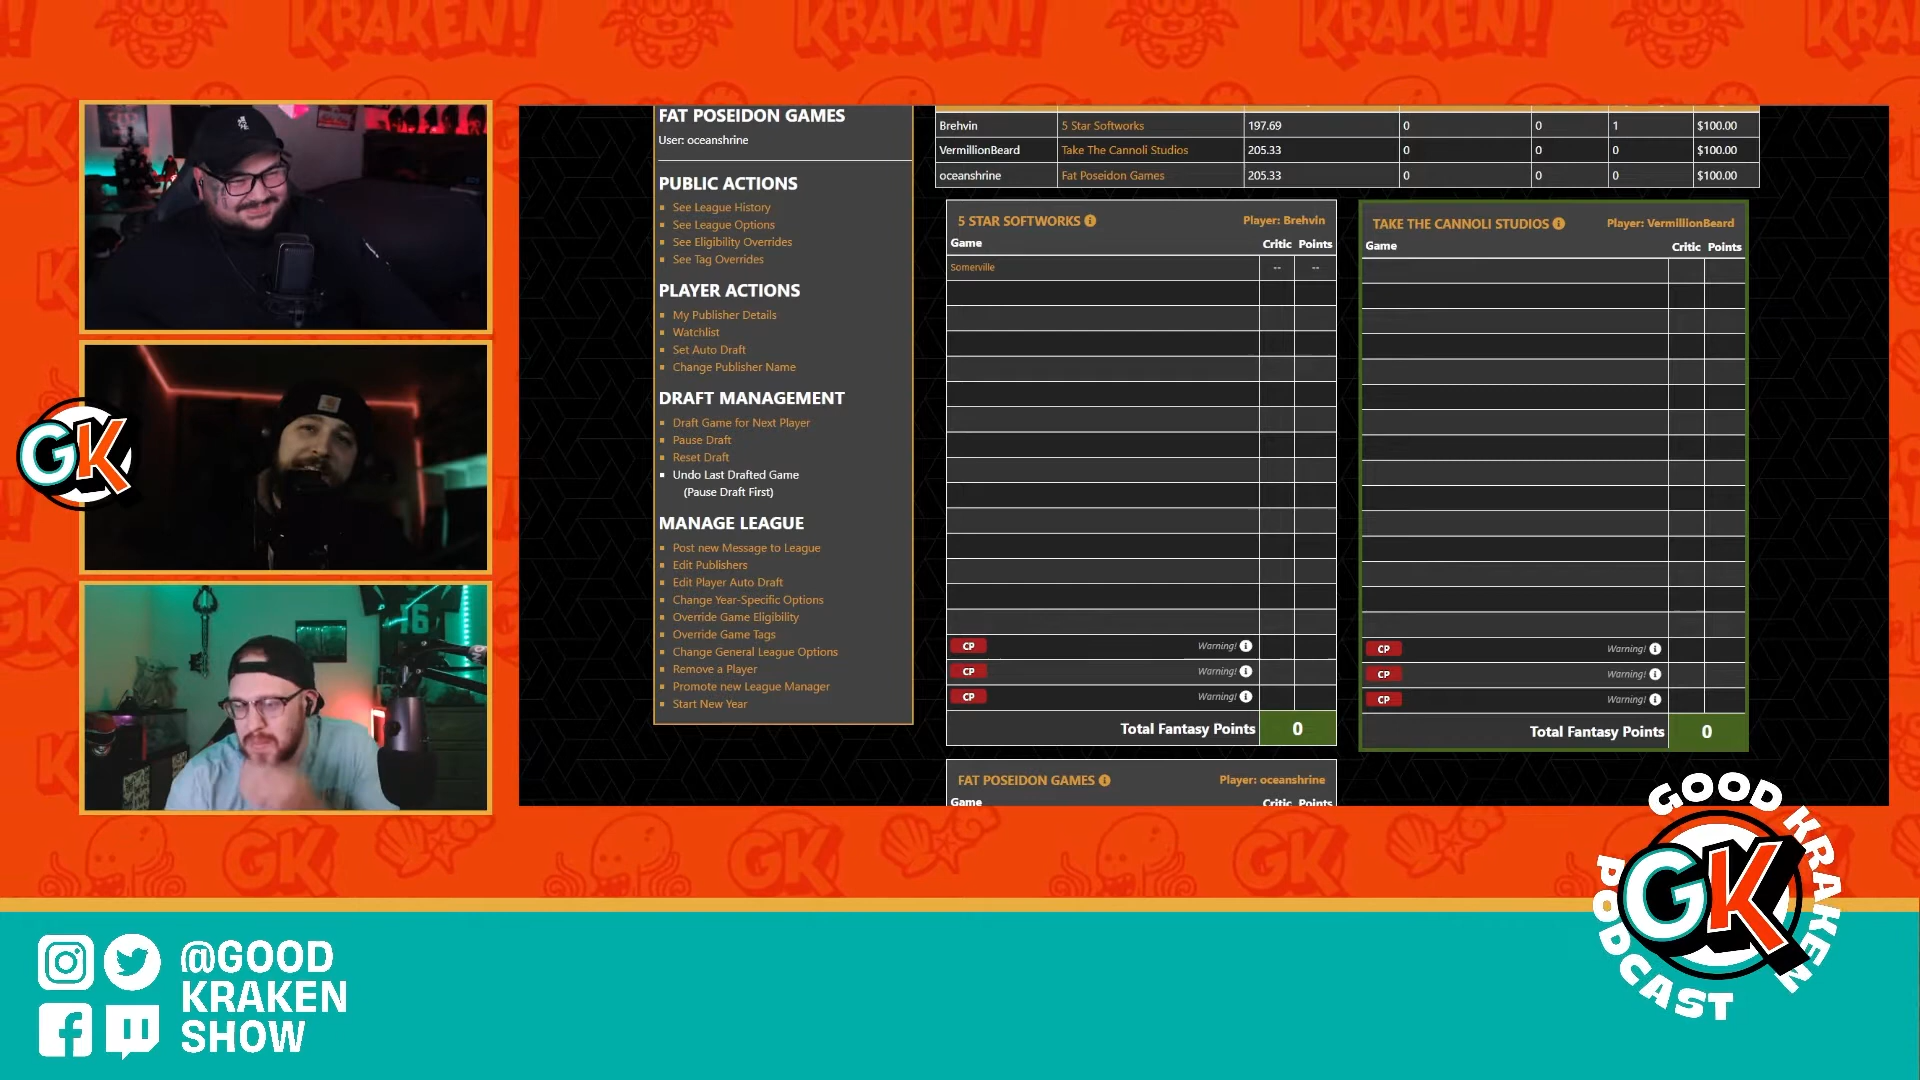 KRAKEN!
KRAKEN!
KRAKEN!
FAT POSEIDON GAMES
User: oceanshrine
PUBLIC ACTIONS
See League History
See League Options
See Eligibility Overrides
See Tag Overrides
PLAYER ACTIONS
My Publisher Details
Watchlist
Set Auto Draft
Change Publisher Name
DRAFT MANAGEMENT
Draft Game for Next Player
Pause Draft
Reset Draft
Undo Last Drafted Game
(Pause Draft First)
MANAGE LEAGUE
Post new Message to League
Edit Publishers
Edit Player Auto Draft
Change Year-Specific Options
Override Game Eligibility
Override Game Tags
Change General League Options
Remove a Player
Promote new League Manager
Start New Year
Brehvin 5 Star Softworks 197.69 0 0 1 $100.00
VermillionBeard Take The Cannoli Studios 205.33 0 0 0 $100.00
oceanshrine Fat Poseidon Games 205.33 0 0 0 $100.00
5 STAR SOFTWORKS Player: Brehvin
Game Critic Points
Somerville -- --
CP Warning!
CP Warning!
CP Warning!
Total Fantasy Points 0
TAKE THE CANNOLI STUDIOS Player: VermillionBeard
Game Critic Points
CP Warning!
CP Warning!
CP Warning!
Total Fantasy Points 0
FAT POSEIDON GAMES Player: oceanshrine
Game Critic Points
GK
16
@GOOD
KRAKEN
SHOW
GOOD KRAKEN
GK
PODCAST